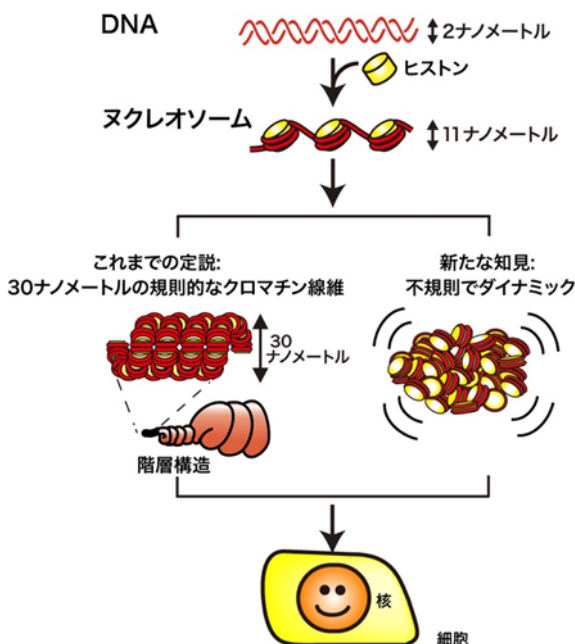 DNA
2ナノメートル
ヒストン
ヌクレオソーム
11ナノメートル
これまでの定説:
30ナノメートルの規則的なクロマチン線維
新たな知見:
不規則でダイナミック
30
ナノメートル
階層構造
核
細胞